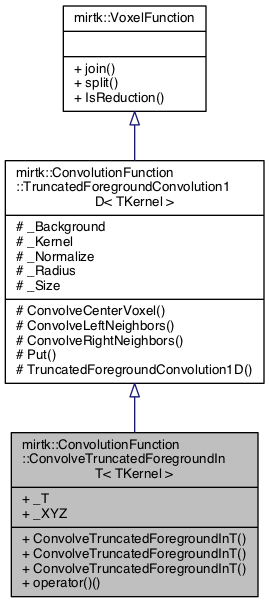 mirtk::VoxelFunction
+ join()
+ split()
+ IsReduction()
mirtk::ConvolutionFunction
::TruncatedForegroundConvolution1
D< TKernel >
# _Background
# _Kernel
# _Normalize
# _Radius
# _Size
# ConvolveCenterVoxel()
# ConvolveLeftNeighbors()
# ConvolveRightNeighbors()
# Put()
# TruncatedForegroundConvolution1D()
mirtk::ConvolutionFunction
::ConvolveTruncatedForegroundIn
T< TKernel >
+ _T
+ _XYZ
+ ConvolveTruncatedForegroundInT()
+ ConvolveTruncatedForegroundInT()
+ ConvolveTruncatedForegroundInT()
+ operator()()